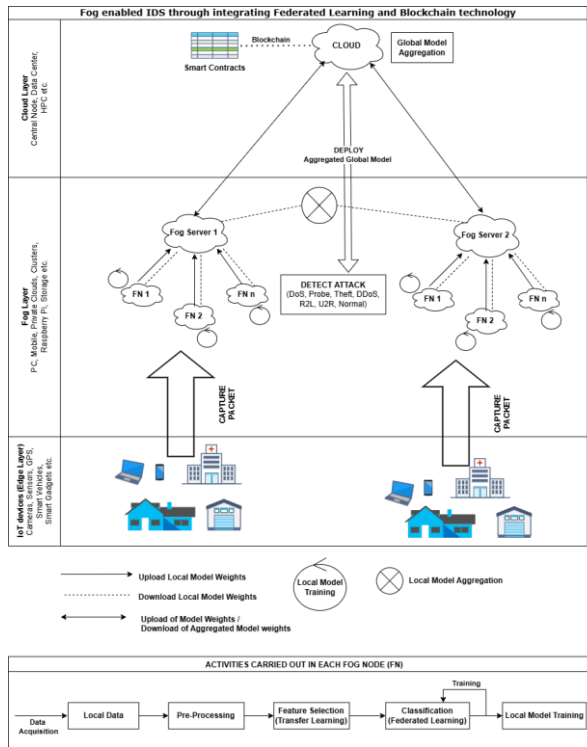 Fog enabled IDS through integrating Federated Learning and Blockchain technology
Cloud Layer
Central Node, Data Center,
HPC etc.
Blockchain
Smart Contracts
CLOUD
Global Model
Aggregation
DEPLOY
Aggregated Global Model
Fog Layer
PC, Mobile, Private Clouds, Clusters,
Raspberry Pi, Storage etc.
Fog Server 1
FN 1
FN 2
FN n
DETECT ATTACK
(DoS, Probe, Theft, DDoS,
R2L, U2R, Normal)
Fog Server 2
FN 1
FN 2
FN n
CAPTURE
PACKET
CAPTURE
PACKET
IoT devices (Edge Layer)
Cameras, Sensors, GPS,
Smart Vehicles,
Smart Gadgets etc.
Upload Local Model Weights
Download Local Model Weights
Upload of Model Weights /
Download of Aggregated Model weights
Local Model
Training
Local Model Aggregation
ACTIVITIES CARRIED OUT IN EACH FOG NODE (FN)
Data
Acquisition
Local Data
Pre-Processing
Feature Selection
(Transfer Learning)
Classification
(Federated Learning)
Training
Local Model Training